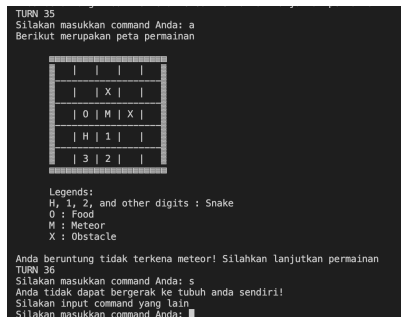 TURN 35
Silakan masukkan command Anda: a
Berikut merupakan peta permainan
| | | |
| | X | |
| O | M | X |
| H | 1 | |
| 3 | 2 | |
Legends:
H, 1, 2, and other digits : Snake
O : Food
M : Meteor
X : Obstacle
Anda beruntung tidak terkena meteor! Silahkan lanjutkan permainan
TURN 36
Silakan masukkan command Anda: s
Anda tidak dapat bergerak ke tubuh anda sendiri!
Silakan input command yang lain
Silakan masukkan command Anda: